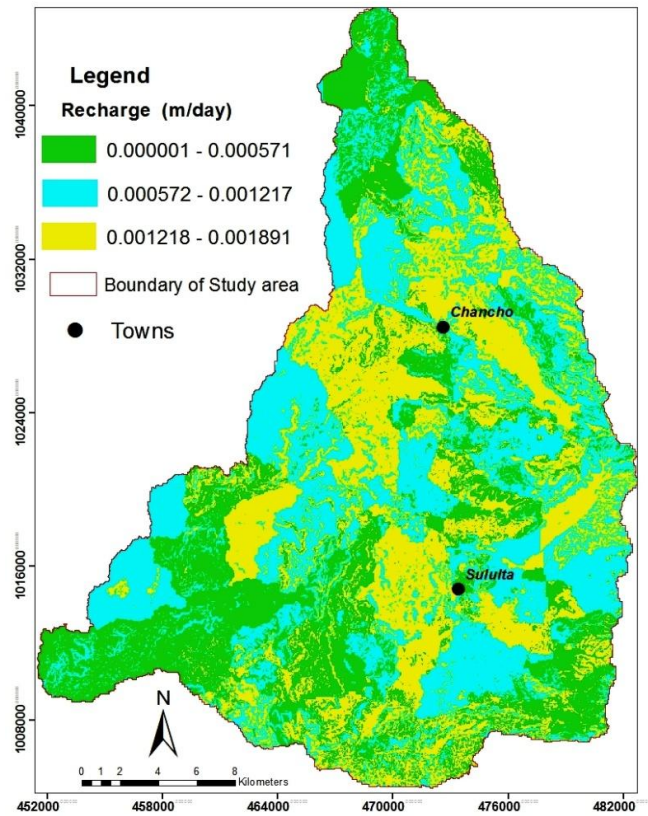 Legend
Recharge (m/day)
0.000001 - 0.000571
0.000572 - 0.001217
0.001218 - 0.001891
Boundary of Study area
Towns
Chancho
Sululta
N
0 1 2 4 6 8
Kilometers
1040000
1032000
1024000
1016000
1008000
452000 458000 464000 470000 476000 482000